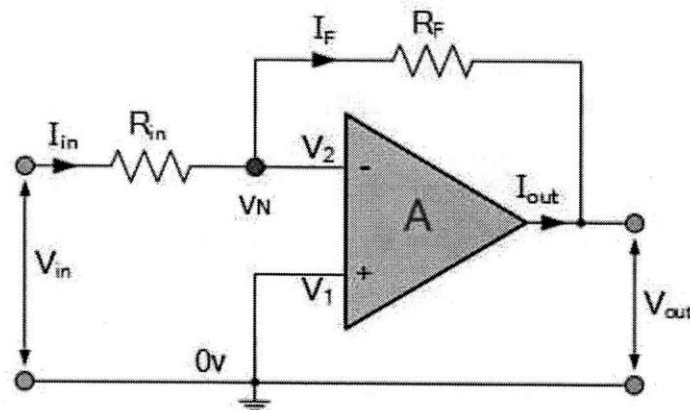 I_F
R_F
I_in
R_in
V_2
-
I_out
A
V_N
V_in
V_1
+
V_out
0v